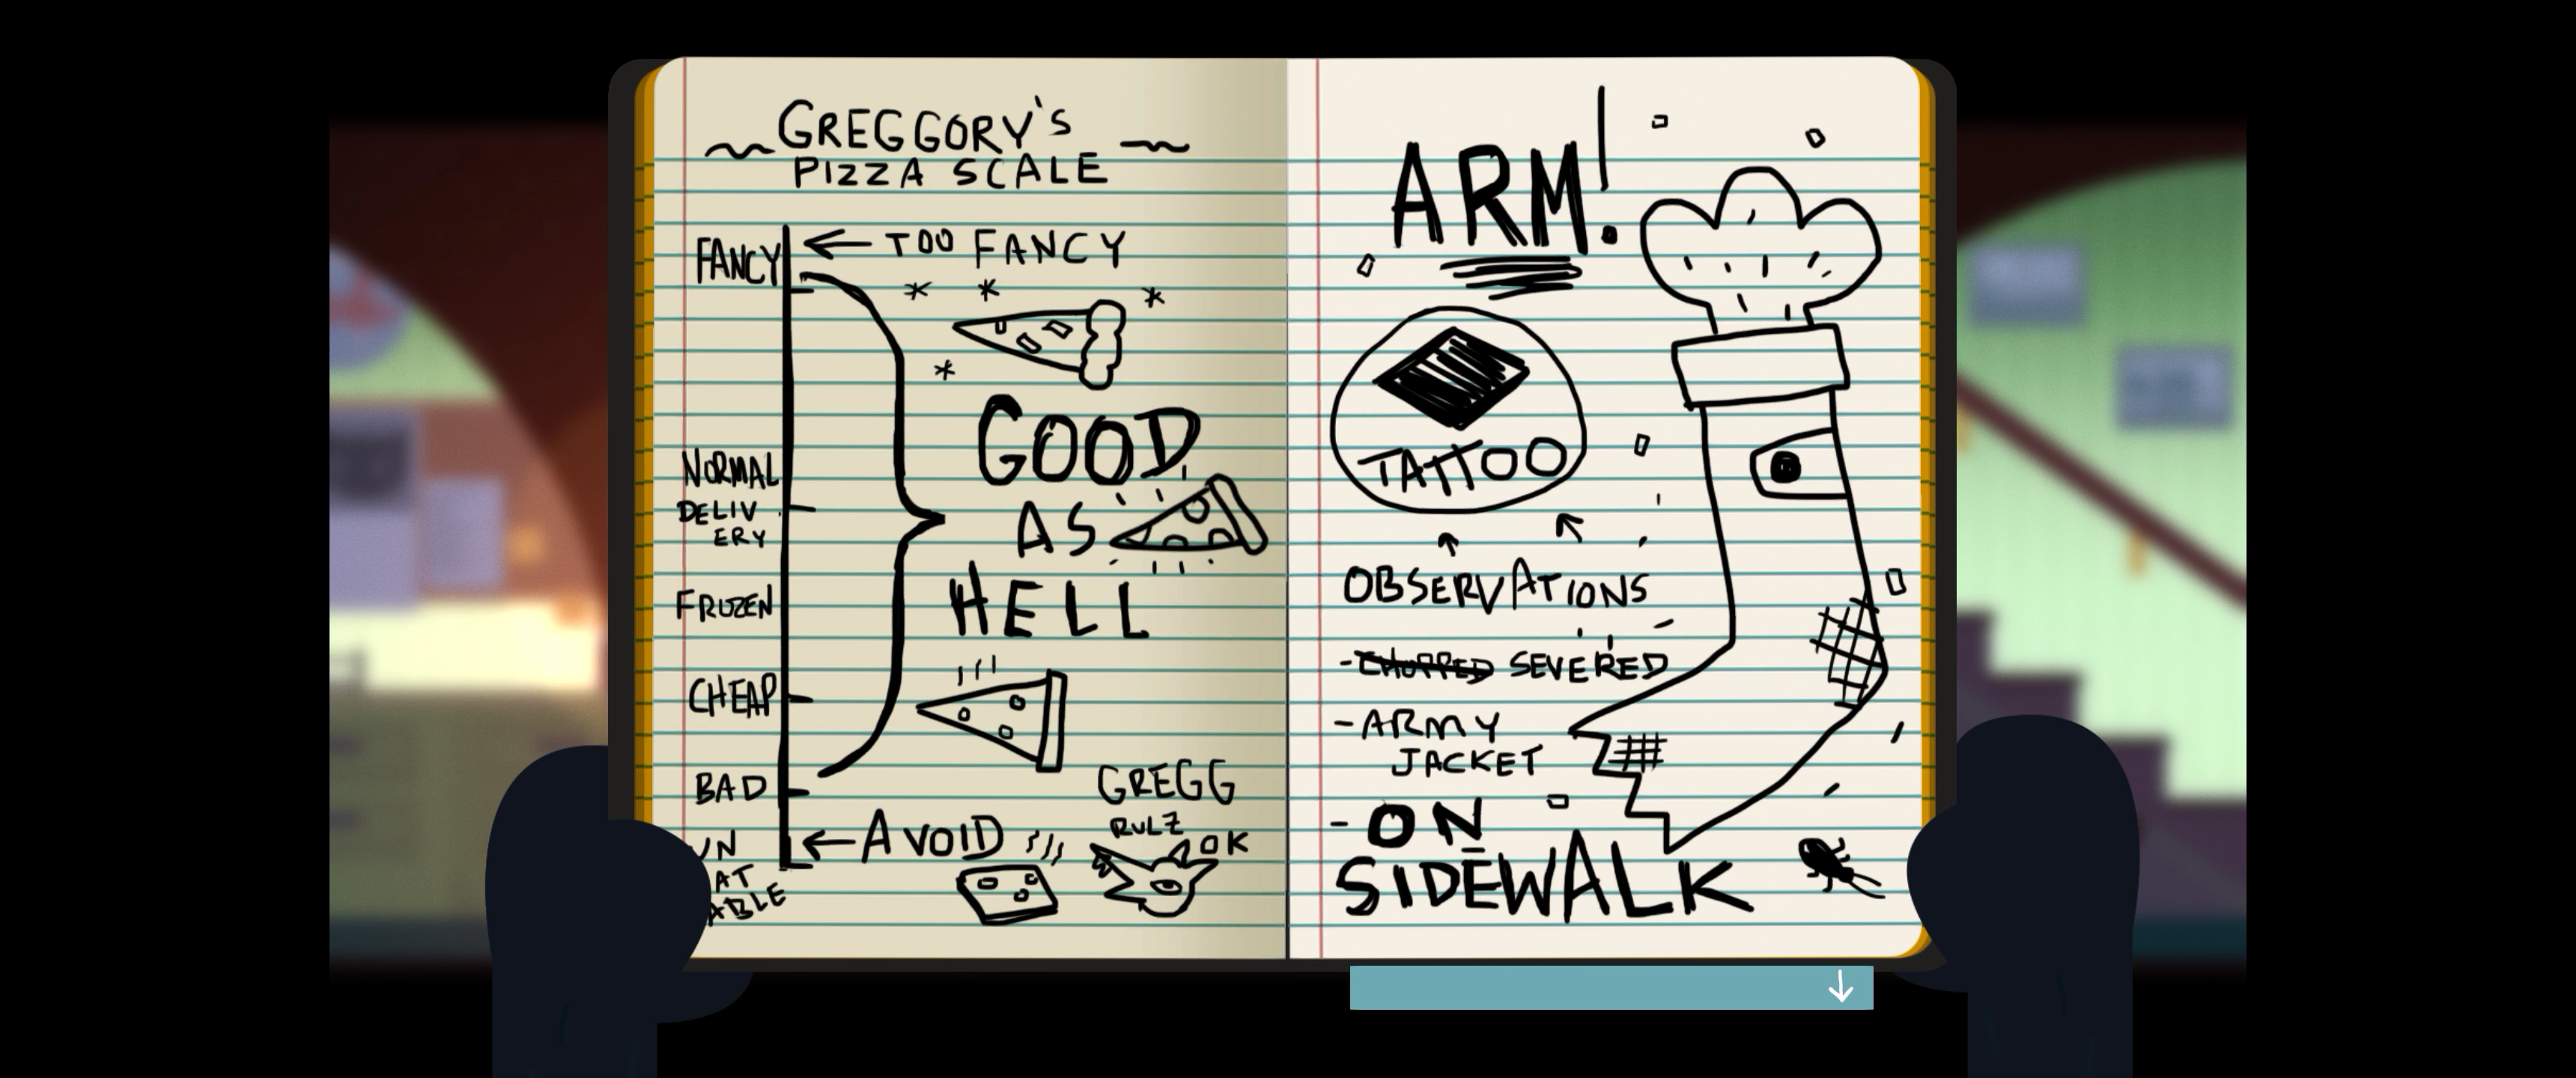 GREGGORY'S
PIZZA SCALE
FANCY
TOO FANCY
NORMAL
DELIV
ERY
FROZEN
CHEAP
BAD
GOOD
AS
HELL
AVOID
GREGG
RULZ
OK
ARM!
TATTOO
OBSERVATIONS
- CHOPPED SEVERED
- ARMY
JACKET
- ON
SIDEWALK